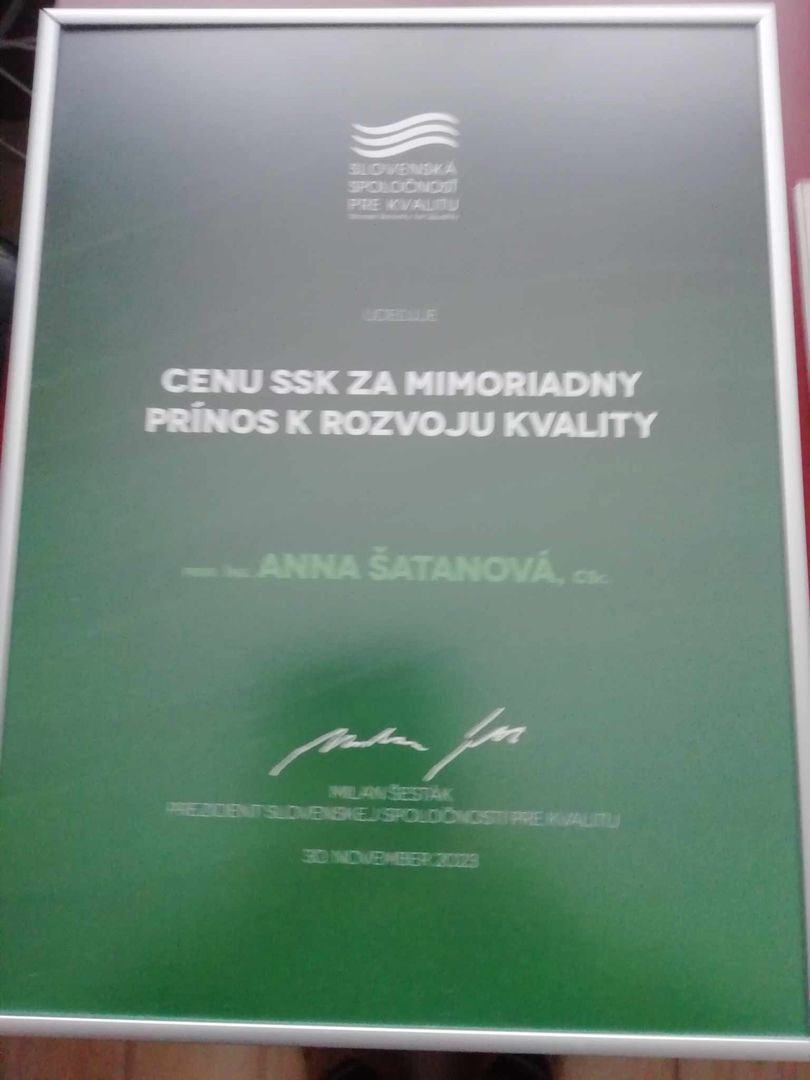 SLOVENSKÁ
SPOLOČNOSŤ
PRE KVALITU
UDEĽUJE
CENU SSK ZA MIMORIADNY
PRÍNOS K ROZVOJU KVALITY
ANNA ŠATANOVÁ, CSc.
MILAN ŠESTÁK
PREZIDENT SLOVENSKEJ SPOLOČNOSTI PRE KVALITU
30. NOVEMBER 2023